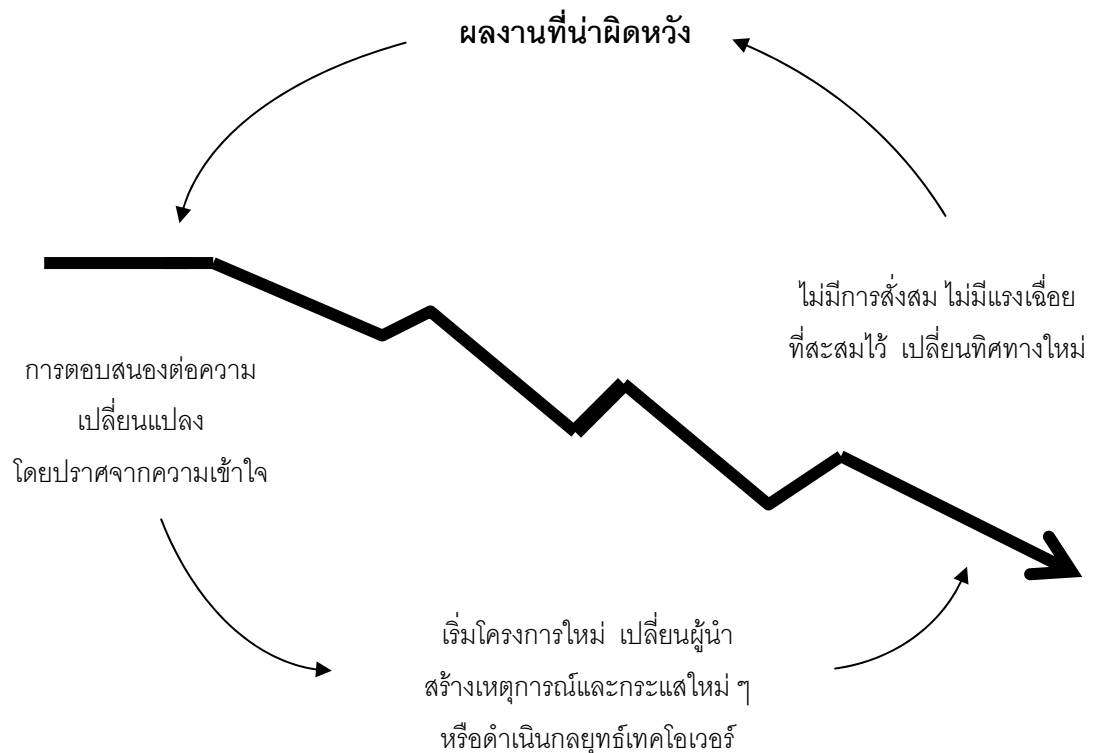 ผลงานที่น่าผิดหวัง
ไม่มีการสั่งสม ไม่มีแรงเฉื่อย
ที่สะสมไว้ เปลี่ยนทิศทางใหม่
การตอบสนองต่อความ
เปลี่ยนแปลง
โดยปราศจากความเข้าใจ
เริ่มโครงการใหม่ เปลี่ยนผู้นำ
สร้างเหตุการณ์และกระแสใหม่ ๆ
หรือดำเนินกลยุทธ์เทคโอเวอร์